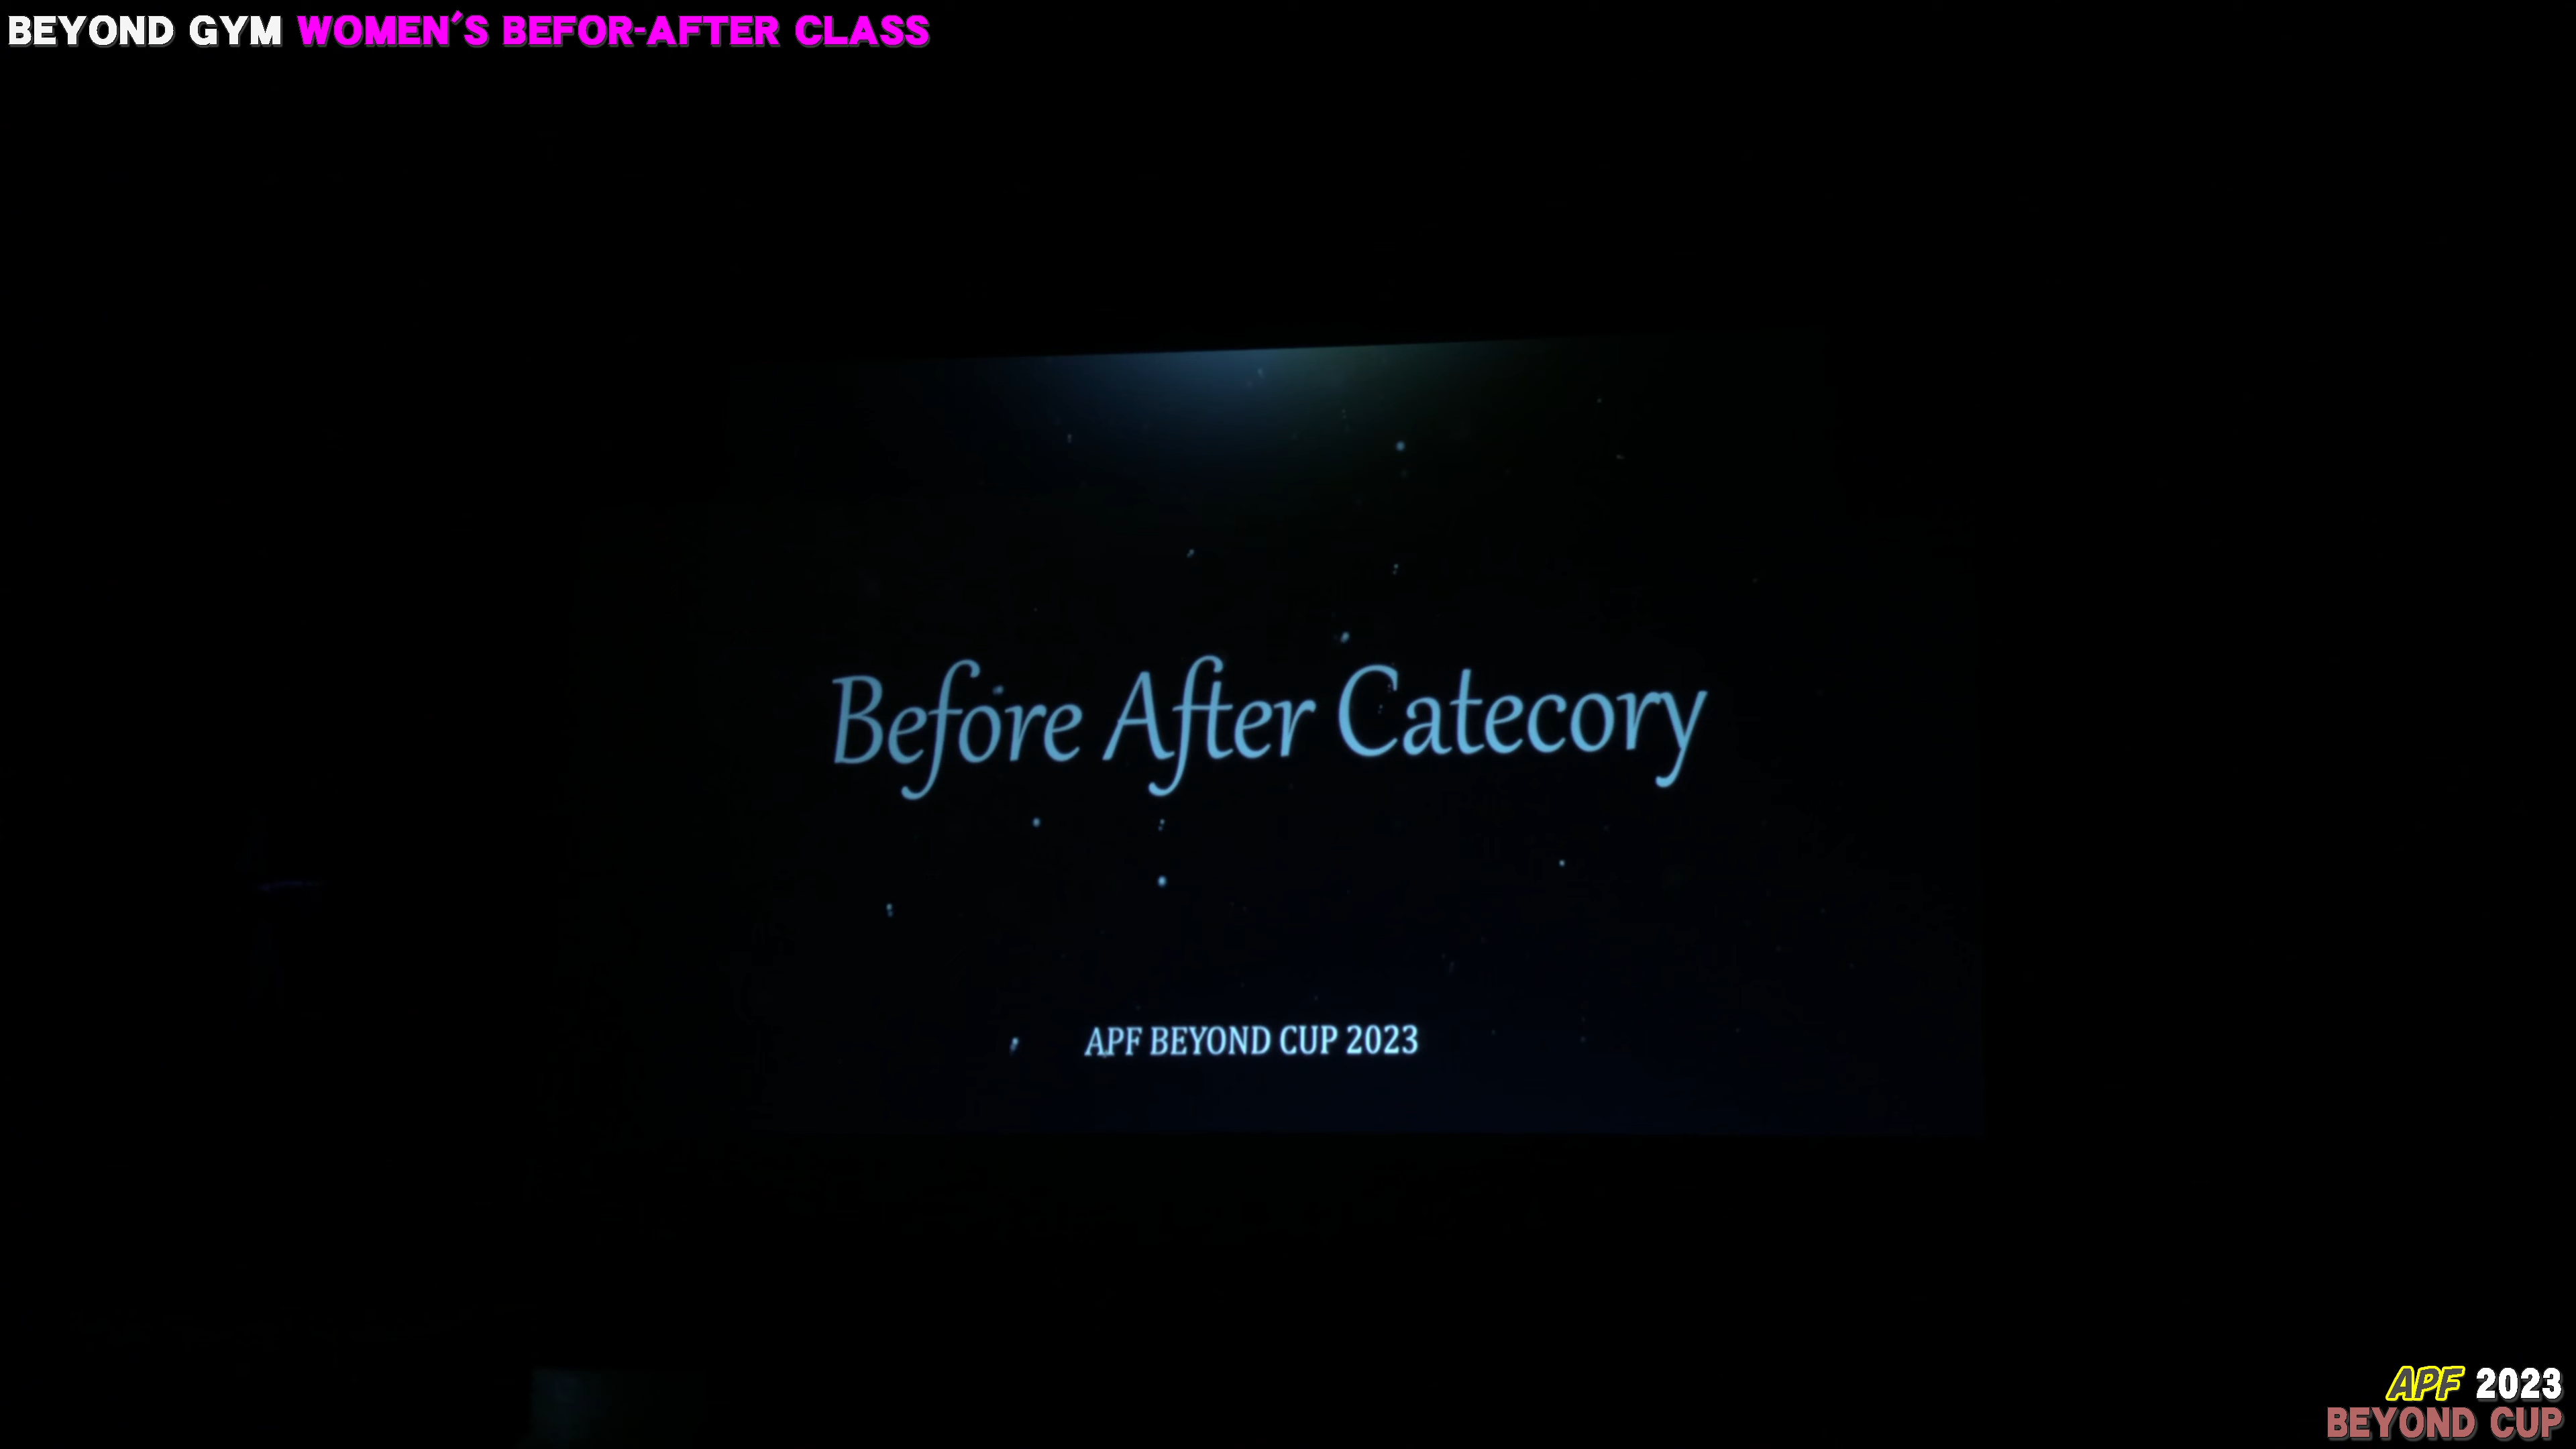 BEYOND GYM WOMEN'S BEFOR-AFTER CLASS
Before After Catecory
APF BEYOND CUP 2023
APF 2023
BEYOND CUP